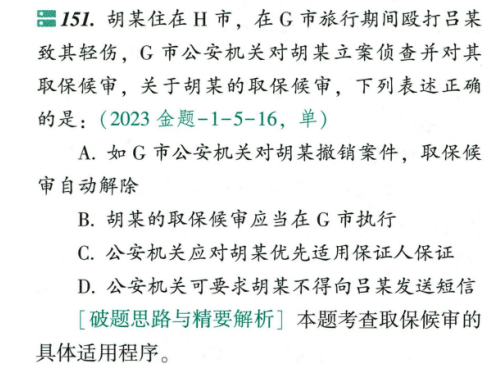 151. 胡某住在 H 市，在 G 市旅行期间殴打吕某
致其轻伤，G 市公安机关对胡某立案侦查并对其
取保候审，关于胡某的取保候审，下列表述正确
的是：(2023 金题-1-5-16，单)
A. 如 G 市公安机关对胡某撤销案件，取保候
审自动解除
B. 胡某的取保候审应当在 G 市执行
C. 公安机关应对胡某优先适用保证人保证
D. 公安机关可要求胡某不得向吕某发送短信
[破题思路与精要解析] 本题考查取保候审的
具体适用程序。